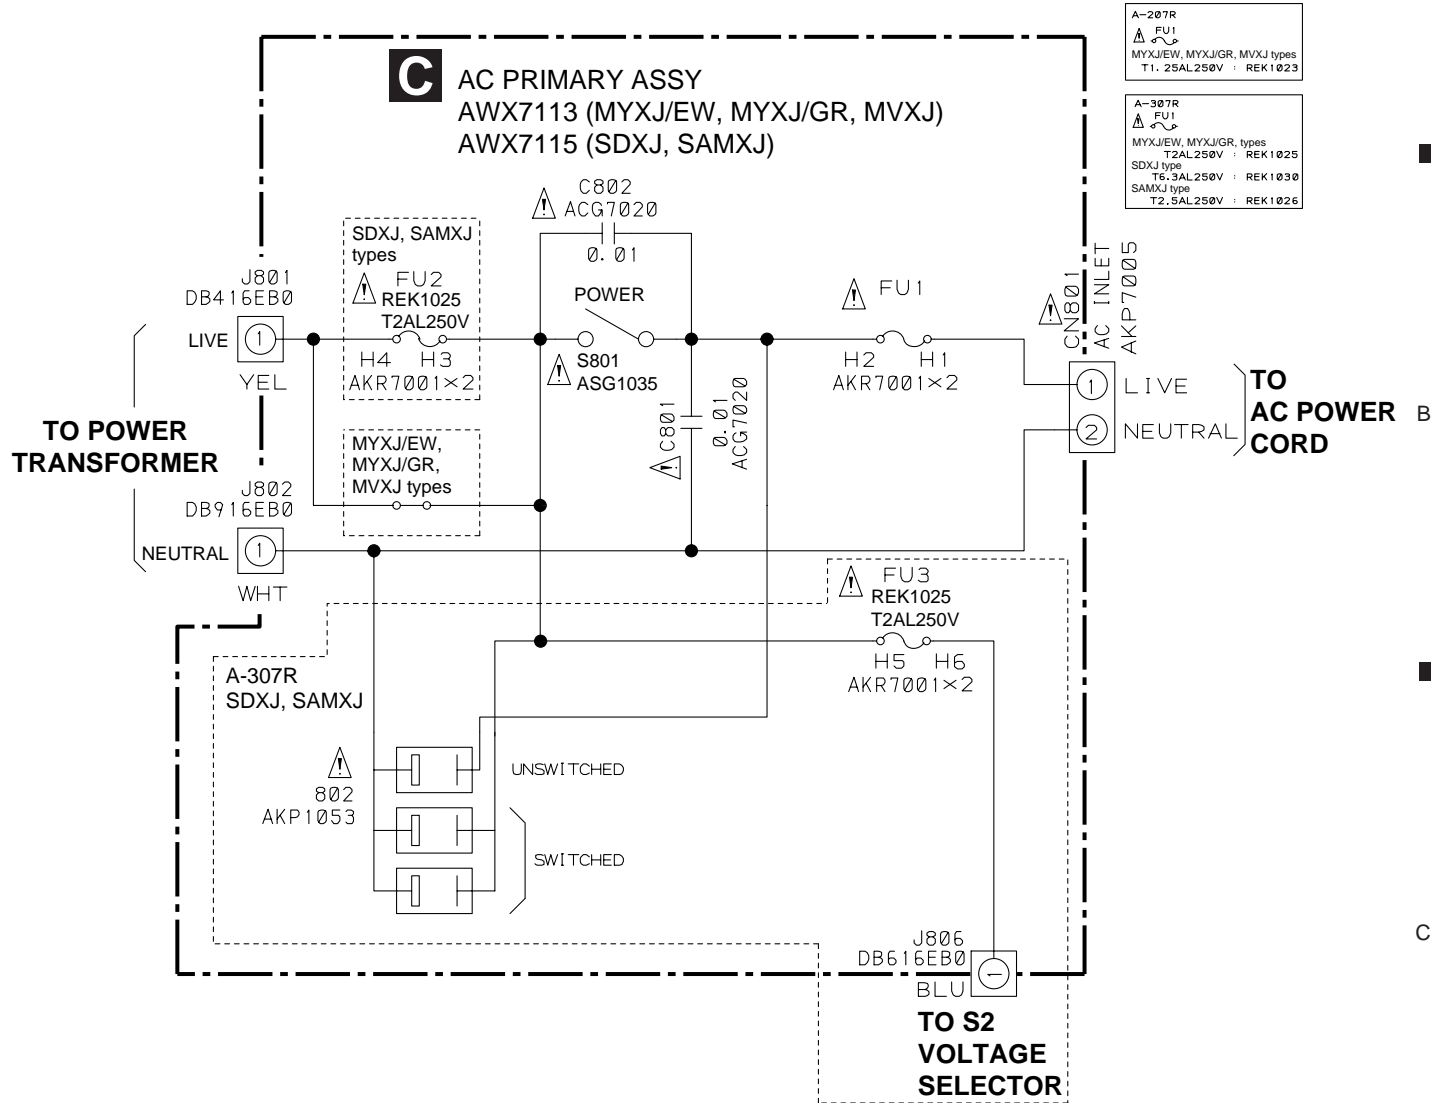 A-207R
FU1
MYXJ/EW, MYXJ/GR, MVXJ types
T1.25AL250V : REK1023
A-307R
FU1
MYXJ/EW, MYXJ/GR, types
T2AL250V : REK1025
SDXJ type
T6.3AL250V : REK1030
SAMXJ type
T2.5AL250V : REK1026
C
AC PRIMARY ASSY
AWX7113 (MYXJ/EW, MYXJ/GR, MVXJ)
AWX7115 (SDXJ, SAMXJ)
C802
ACG7020
0.01
SDXJ, SAMXJ
types
FU2
REK1025
T2AL250V
H4 H3
AKR7001×2
J801
DB416EB0
LIVE
1
YEL
POWER
S801
ASG1035
FU1
H2 H1
AKR7001×2
CN801
AC INLET
AKP7005
1
LIVE
2
NEUTRAL
TO
AC POWER
CORD
B
C801
0.01
ACG7020
TO POWER
TRANSFORMER
MYXJ/EW,
MYXJ/GR,
MVXJ types
J802
DB916EB0
NEUTRAL
1
WHT
FU3
REK1025
T2AL250V
H5 H6
AKR7001×2
A-307R
SDXJ, SAMXJ
802
AKP1053
UNSWITCHED
SWITCHED
C
J806
DB616EB0
1
BLU
TO S2
VOLTAGE
SELECTOR